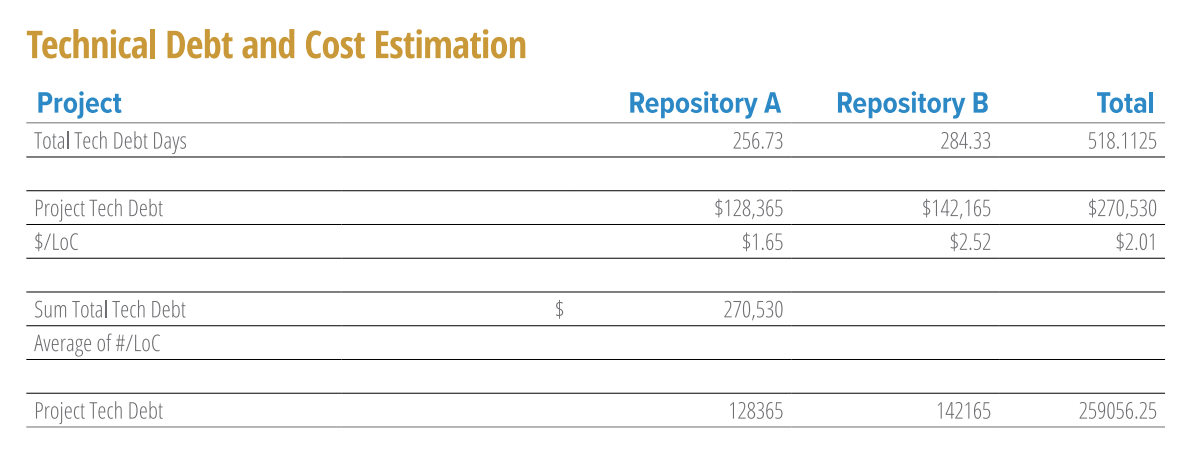 Technical Debt and Cost Estimation
Project Repository A Repository B Total
Total Tech Debt Days 256.73 284.33 518.1125
Project Tech Debt $128,365 $142,165 $270,530
$/LoC $1.65 $2.52 $2.01
Sum Total Tech Debt $ 270,530
Average of #/LoC
Project Tech Debt 128365 142165 259056.25